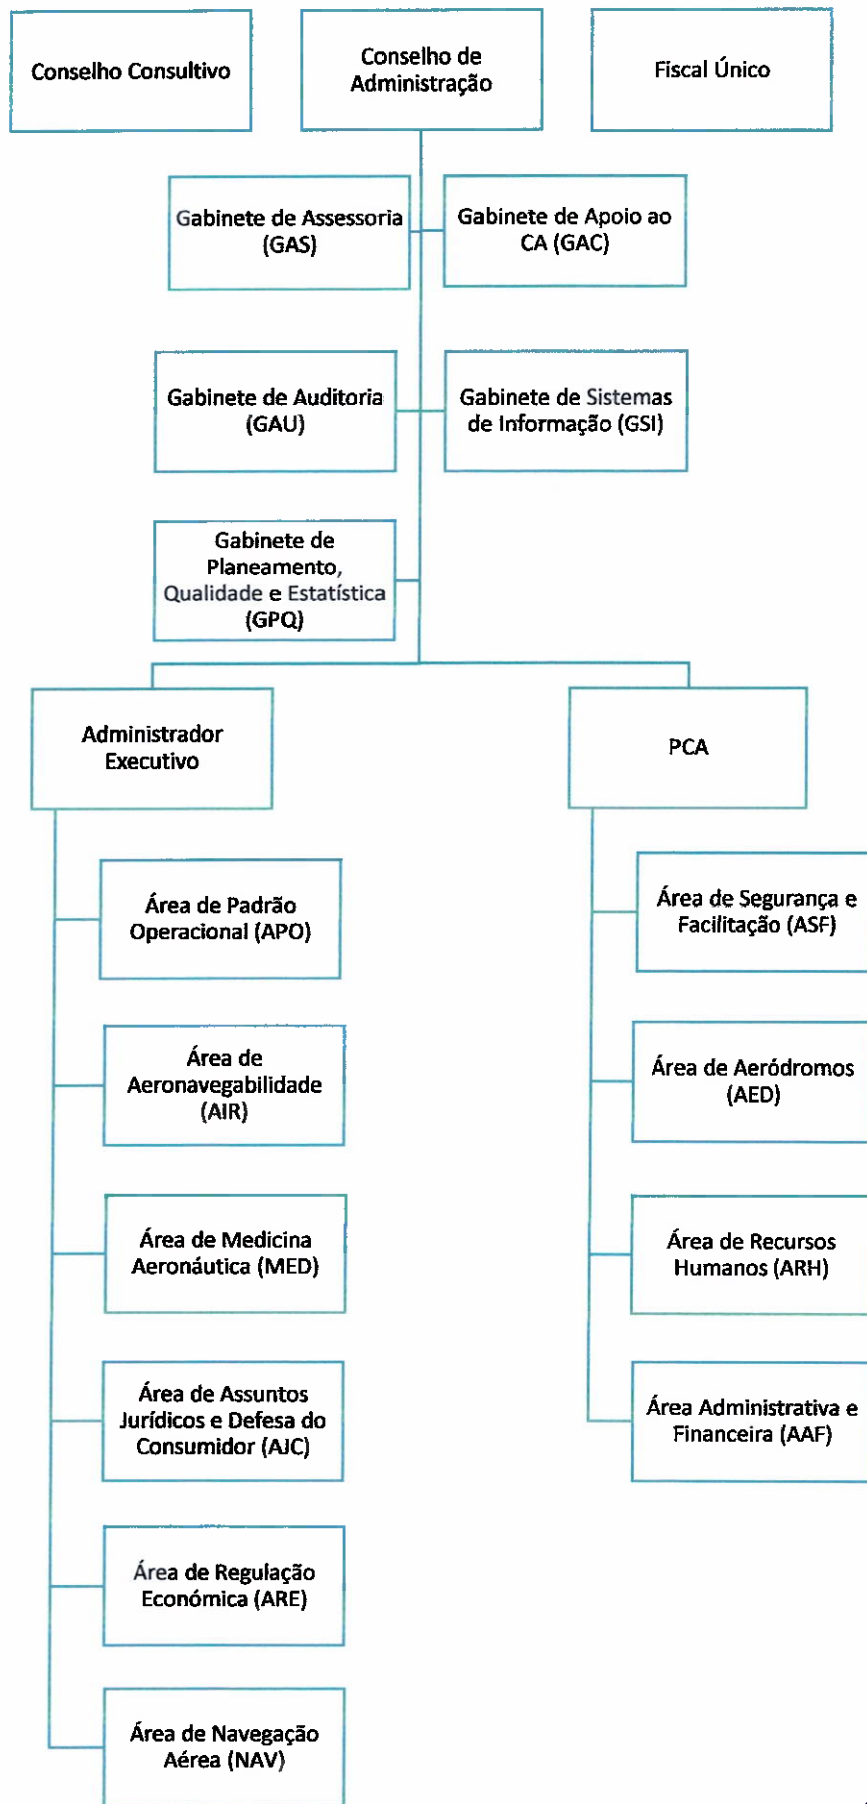 Conselho Consultivo
Conselho de
Administração
Fiscal Único
Gabinete de Assessoria
(GAS)
Gabinete de Apoio ao
CA (GAC)
Gabinete de Auditoria
(GAU)
Gabinete de Sistemas
de Informação (GSI)
Gabinete de
Planeamento,
Qualidade e Estatística
(GPQ)
Administrador
Executivo
PCA
Área de Padrão
Operacional (APO)
Área de
Aeronavegabilidade
(AIR)
Área de Medicina
Aeronáutica (MED)
Área de Assuntos
Jurídicos e Defesa do
Consumidor (AJC)
Área de Regulação
Económica (ARE)
Área de Navegação
Aérea (NAV)
Área de Segurança e
Facilitação (ASF)
Área de Aeródromos
(AED)
Área de Recursos
Humanos (ARH)
Área Administrativa e
Financeira (AAF)